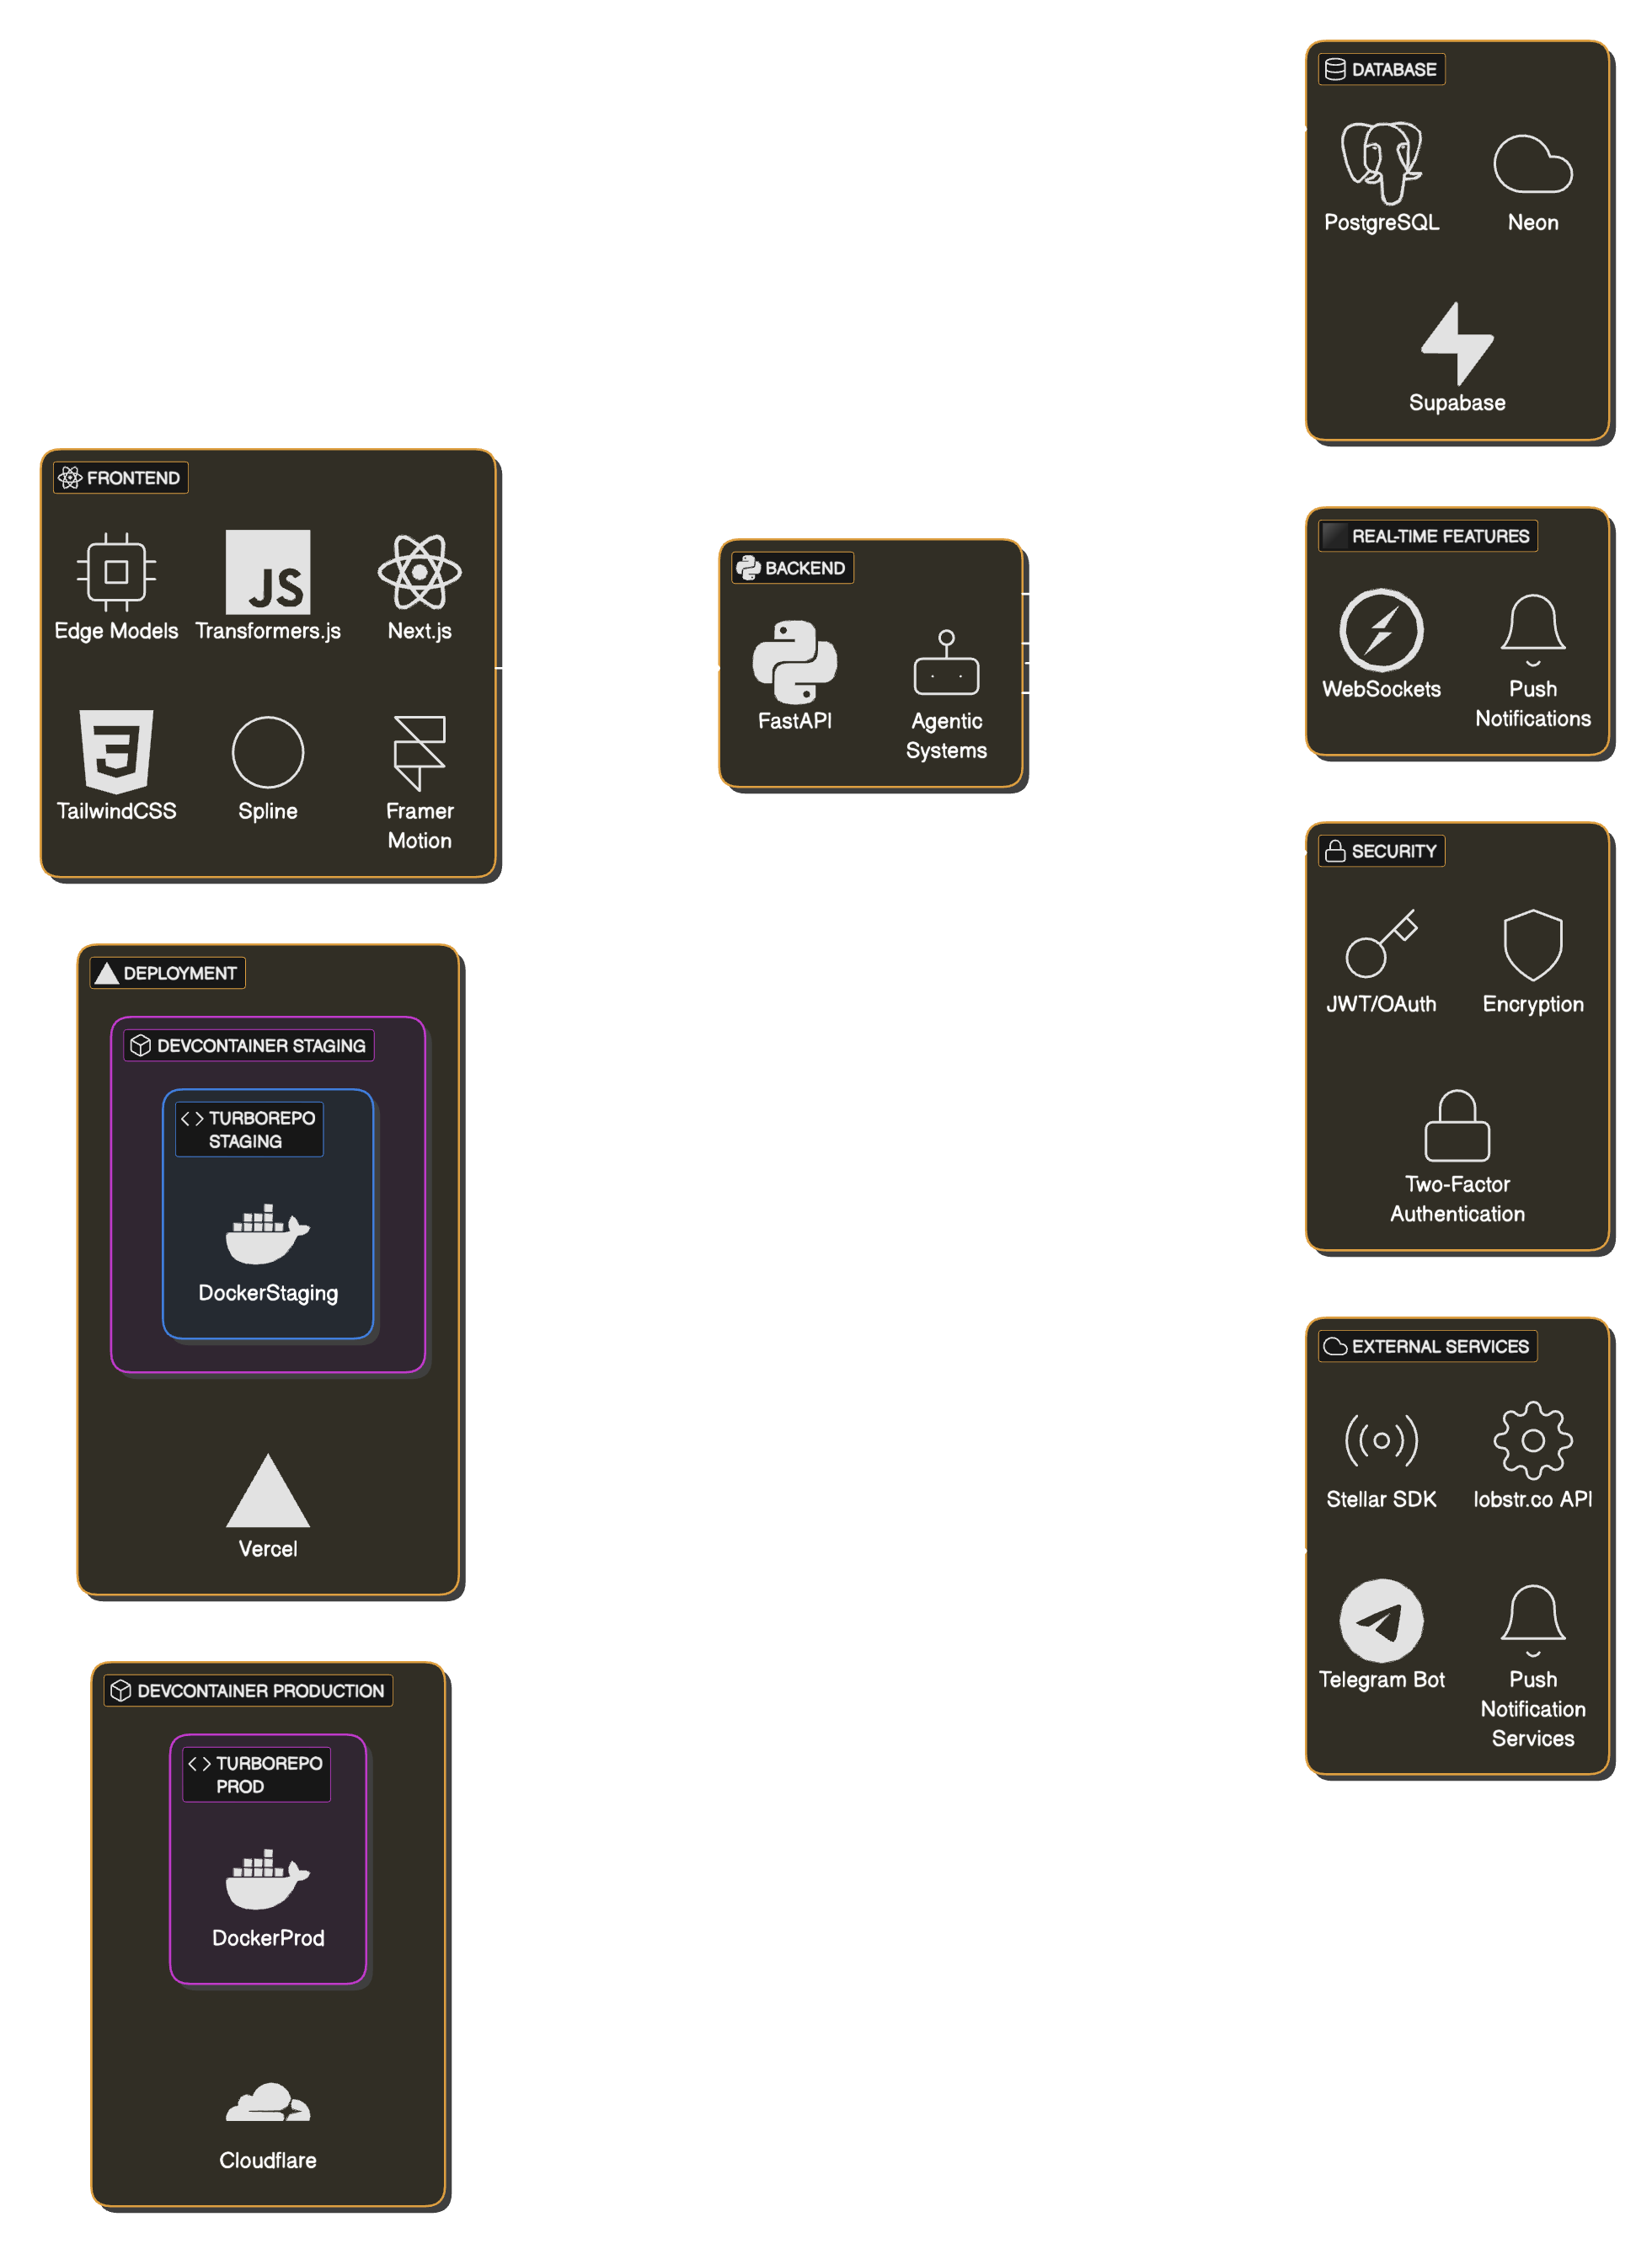 DATABASE
PostgreSQL
Neon
Supabase
FRONTEND
JS
Edge Models
Transformers.js
Next.js
3
TailwindCSS
Spline
Framer
Motion
BACKEND
FastAPI
Agentic
Systems
REAL-TIME FEATURES
WebSockets
Push
Notifications
SECURITY
JWT/OAuth
Encryption
Two-Factor
Authentication
DEPLOYMENT
DEVCONTAINER STAGING
TURBOREPO
STAGING
DockerStaging
Vercel
EXTERNAL SERVICES
Stellar SDK
lobstr.co API
Telegram Bot
Push
Notification
Services
DEVCONTAINER PRODUCTION
TURBOREPO
PROD
DockerProd
Cloudflare